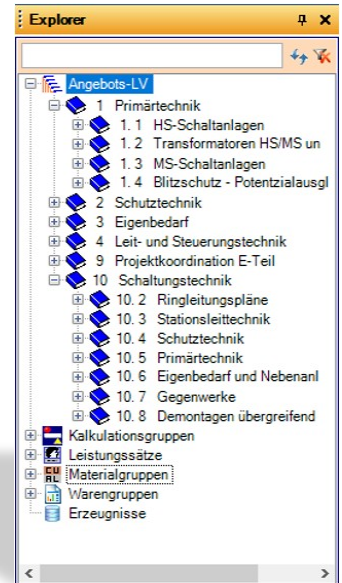 Explorer
Angebots-LV
1 Primärtechnik
1. 1 HS-Schaltanlagen
1. 2 Transformatoren HS/MS un
1. 3 MS-Schaltanlagen
1. 4 Blitzschutz - Potenzialausgl
2 Schutztechnik
3 Eigenbedarf
4 Leit- und Steuerungstechnik
9 Projektkoordination E-Teil
10 Schaltungstechnik
10. 2 Ringleitungspläne
10. 3 Stationsleittechnik
10. 4 Schutztechnik
10. 5 Primärtechnik
10. 6 Eigenbedarf und Nebenanl
10. 7 Gegenwerke
10. 8 Demontagen übergreifend
Kalkulationsgruppen
Leistungssätze
CU AL Materialgruppen
Warengruppen
Erzeugnisse